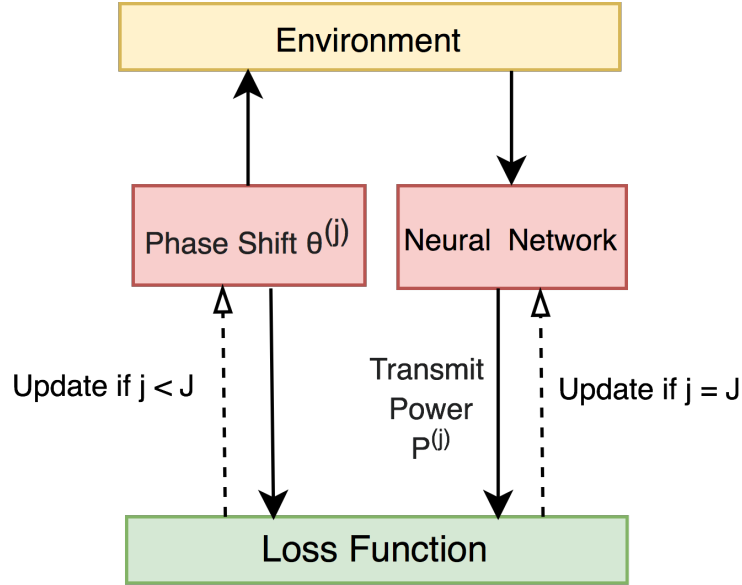 Environment
Phase Shift θ^(j)
Neural Network
Update if j < J
Transmit
Power
P^(j)
Update if j = J
Loss Function